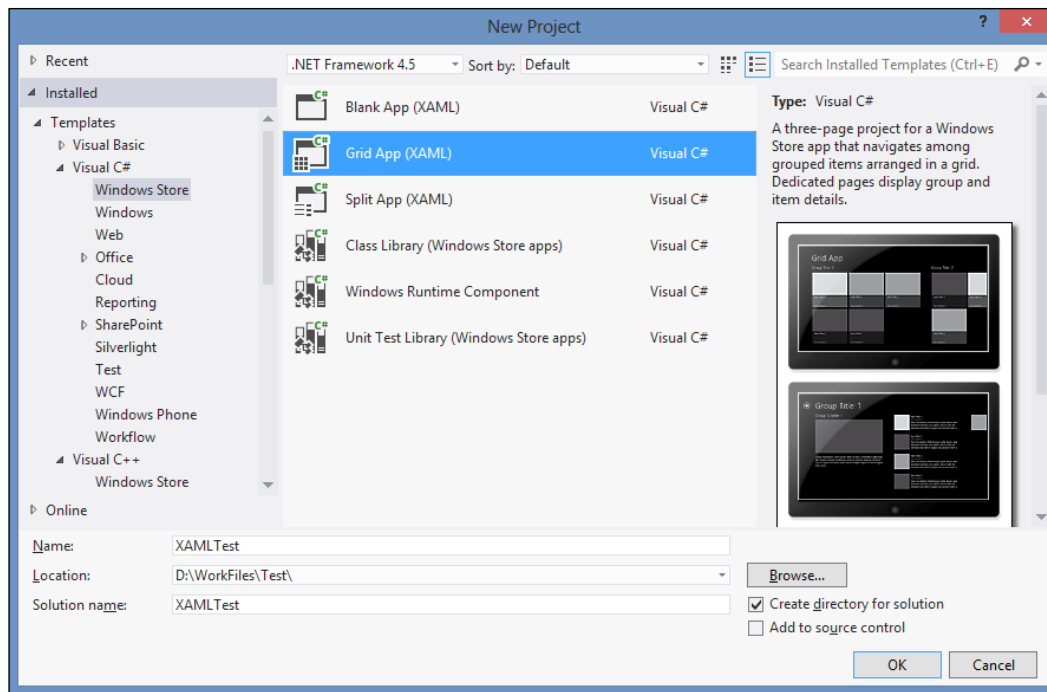 New Project
?
Recent
Installed
Templates
Visual Basic
Visual C#
Windows Store
Windows
Web
Office
Cloud
Reporting
SharePoint
Silverlight
Test
WCF
Windows Phone
Workflow
Visual C++
Windows Store
Online
.NET Framework 4.5 Sort by: Default
Search Installed Templates (Ctrl+E)
C# Blank App (XAML) Visual C#
C# Grid App (XAML) Visual C#
C# Split App (XAML) Visual C#
C# Class Library (Windows Store apps) Visual C#
C# Windows Runtime Component Visual C#
C# Unit Test Library (Windows Store apps) Visual C#
Type: Visual C#
A three-page project for a Windows
Store app that navigates among
grouped items arranged in a grid.
Dedicated pages display group and
item details.
Grid App
Group Title: 1
Name: XAMLTest
Location: D:\WorkFiles\Test\
Browse...
Solution name: XAMLTest
Create directory for solution
Add to source control
OK Cancel